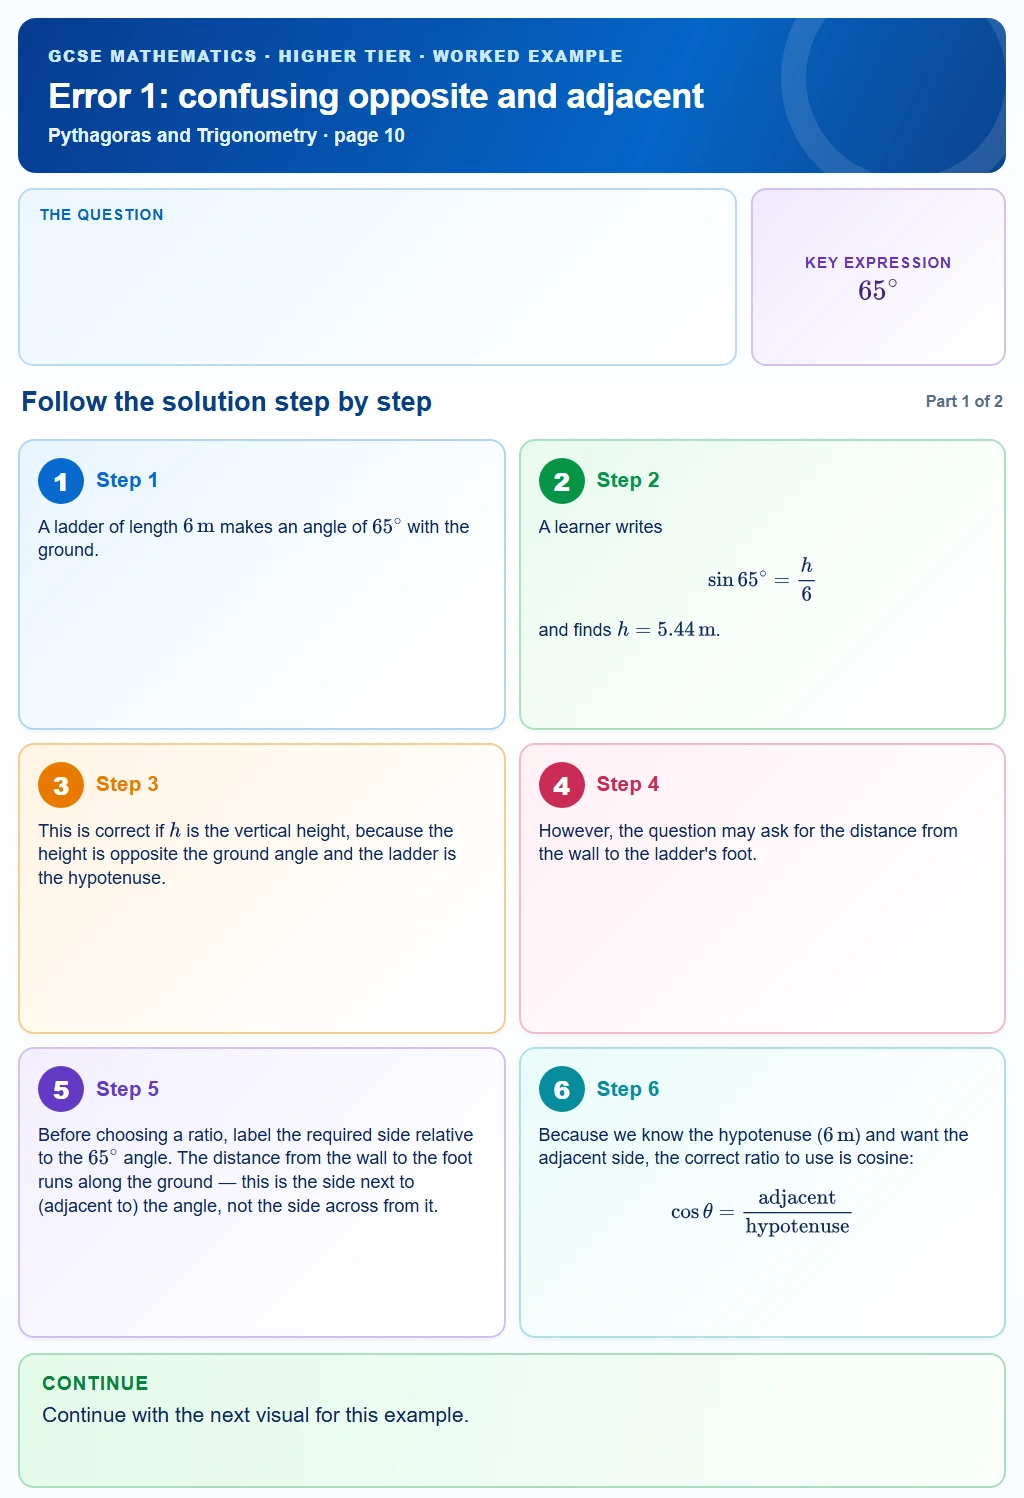 GCSE MATHEMATICS · HIGHER TIER · WORKED EXAMPLE
Error 1: confusing opposite and adjacent
Pythagoras and Trigonometry · page 10
THE QUESTION
KEY EXPRESSION
65°
Follow the solution step by step
Part 1 of 2
1 Step 1
A ladder of length 6 m makes an angle of 65° with the
ground.
2 Step 2
A learner writes
sin 65° = h/6
and finds h = 5.44 m.
3 Step 3
This is correct if h is the vertical height, because the
height is opposite the ground angle and the ladder is
the hypotenuse.
4 Step 4
However, the question may ask for the distance from
the wall to the ladder's foot.
5 Step 5
Before choosing a ratio, label the required side relative
to the 65° angle. The distance from the wall to the foot
runs along the ground — this is the side next to
(adjacent to) the angle, not the side across from it.
6 Step 6
Because we know the hypotenuse (6 m) and want the
adjacent side, the correct ratio to use is cosine:
cos θ = adjacent/hypotenuse
CONTINUE
Continue with the next visual for this example.